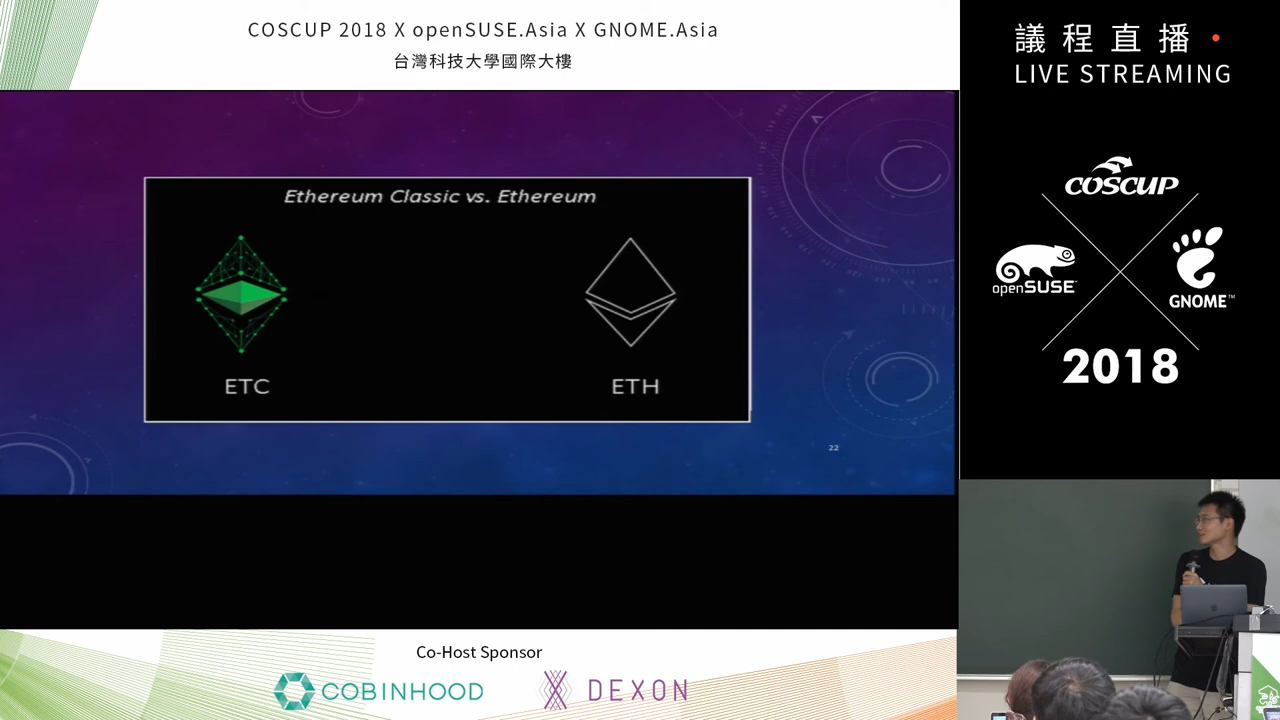 COSCUP 2018 X openSUSE.Asia X GNOME.Asia
台灣科技大學國際大樓
議程直播
LIVE STREAMING
COSCUP
openSUSE
GNOME™
2018
Ethereum Classic vs. Ethereum
ETC
ETH
22
Co-Host Sponsor
COBINHOOD
DEXON